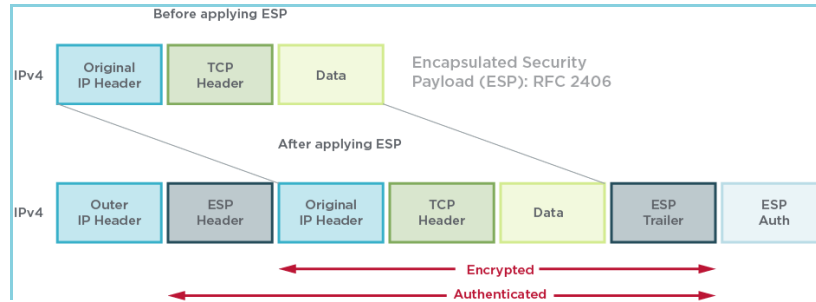 Before applying ESP
IPv4
Original
IP Header
TCP
Header
Data
Encapsulated Security
Payload (ESP): RFC 2406
After applying ESP
IPv4
Outer
IP Header
ESP
Header
Original
IP Header
TCP
Header
Data
ESP
Trailer
ESP
Auth
Encrypted
Authenticated